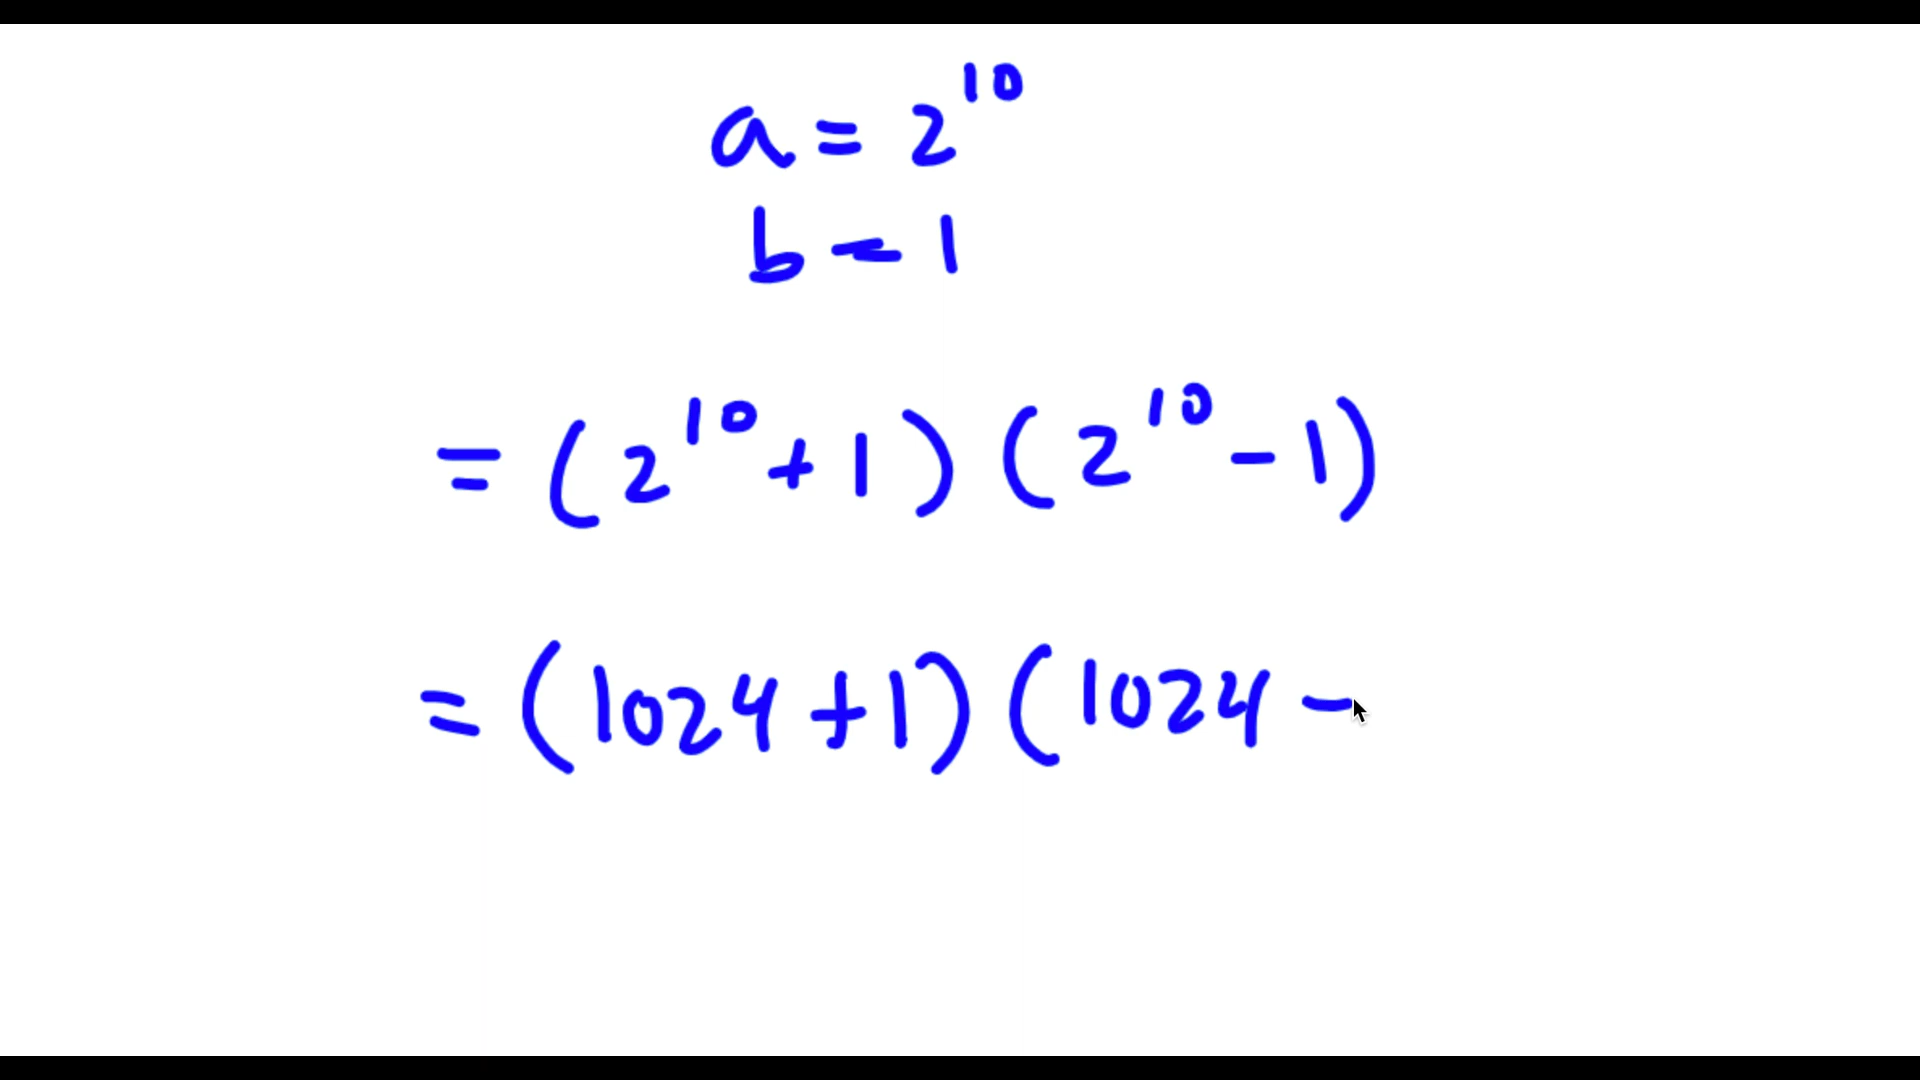 a = 2^10
b = 1
= (2^10 + 1) (2^10 - 1)
= (1024 + 1) (1024 -